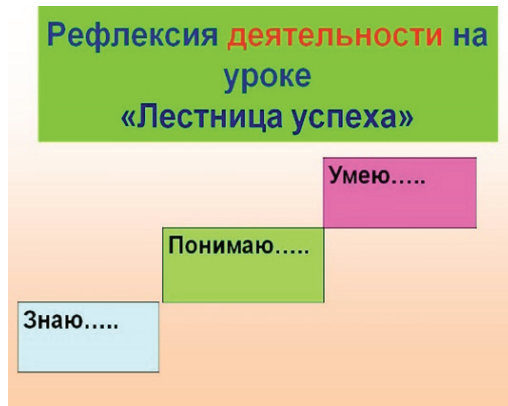 Рефлексия деятельности на
уроке
«Лестница успеха»
Умею.....
Понимаю.....
Знаю.....